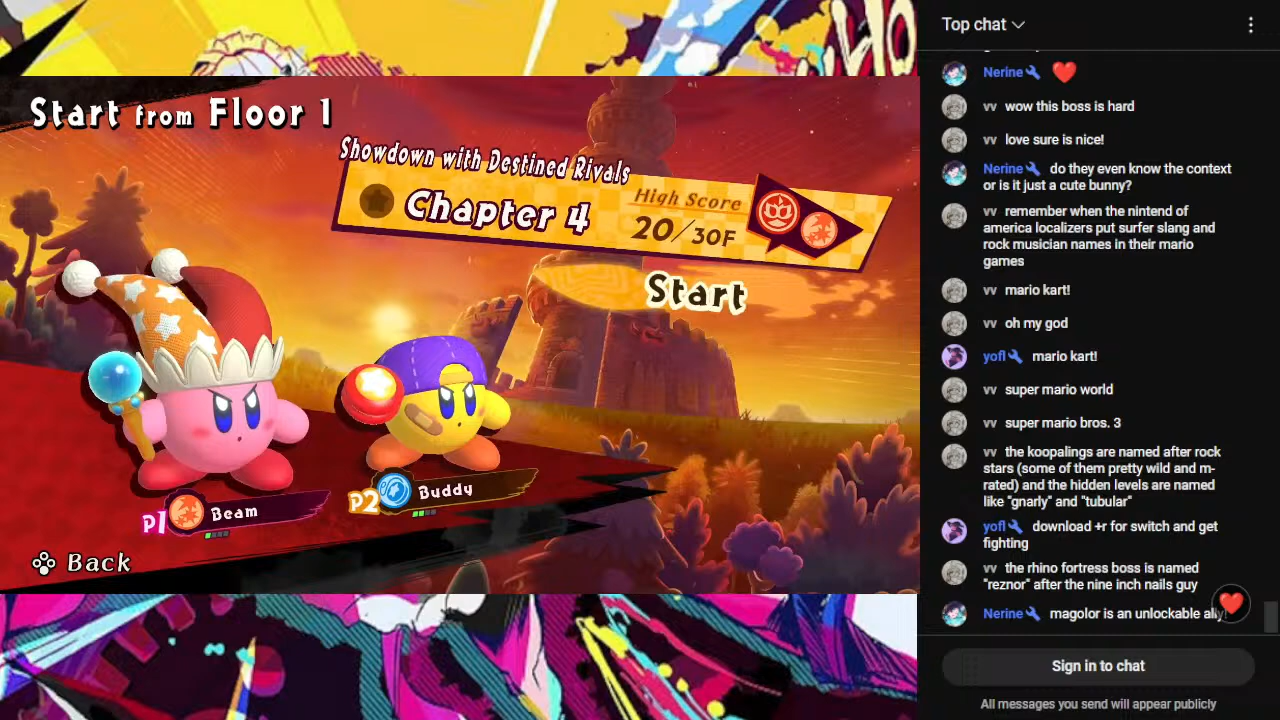 Start from Floor 1
Showdown with Destined Rivals
Chapter 4
High Score
20/30F
Start
P1 Beam
P2 Buddy
Back
Top chat
Nerine ❤️
vv wow this boss is hard
vv love sure is nice!
Nerine do they even know the context
or is it just a cute bunny?
vv remember when the nintend of
america localizers put surfer slang and
rock musician names in their mario
games
vv mario kart!
vv oh my god
yofl mario kart!
vv super mario world
vv super mario bros. 3
vv the koopalings are named after rock
stars (some of them pretty wild and m-
rated) and the hidden levels are named
like "gnarly" and "tubular"
yofl download +r for switch and get
fighting
vv the rhino fortress boss is named
"reznor" after the nine inch nails guy
Nerine magolor is an unlockable ally!
Sign in to chat
All messages you send will appear publicly